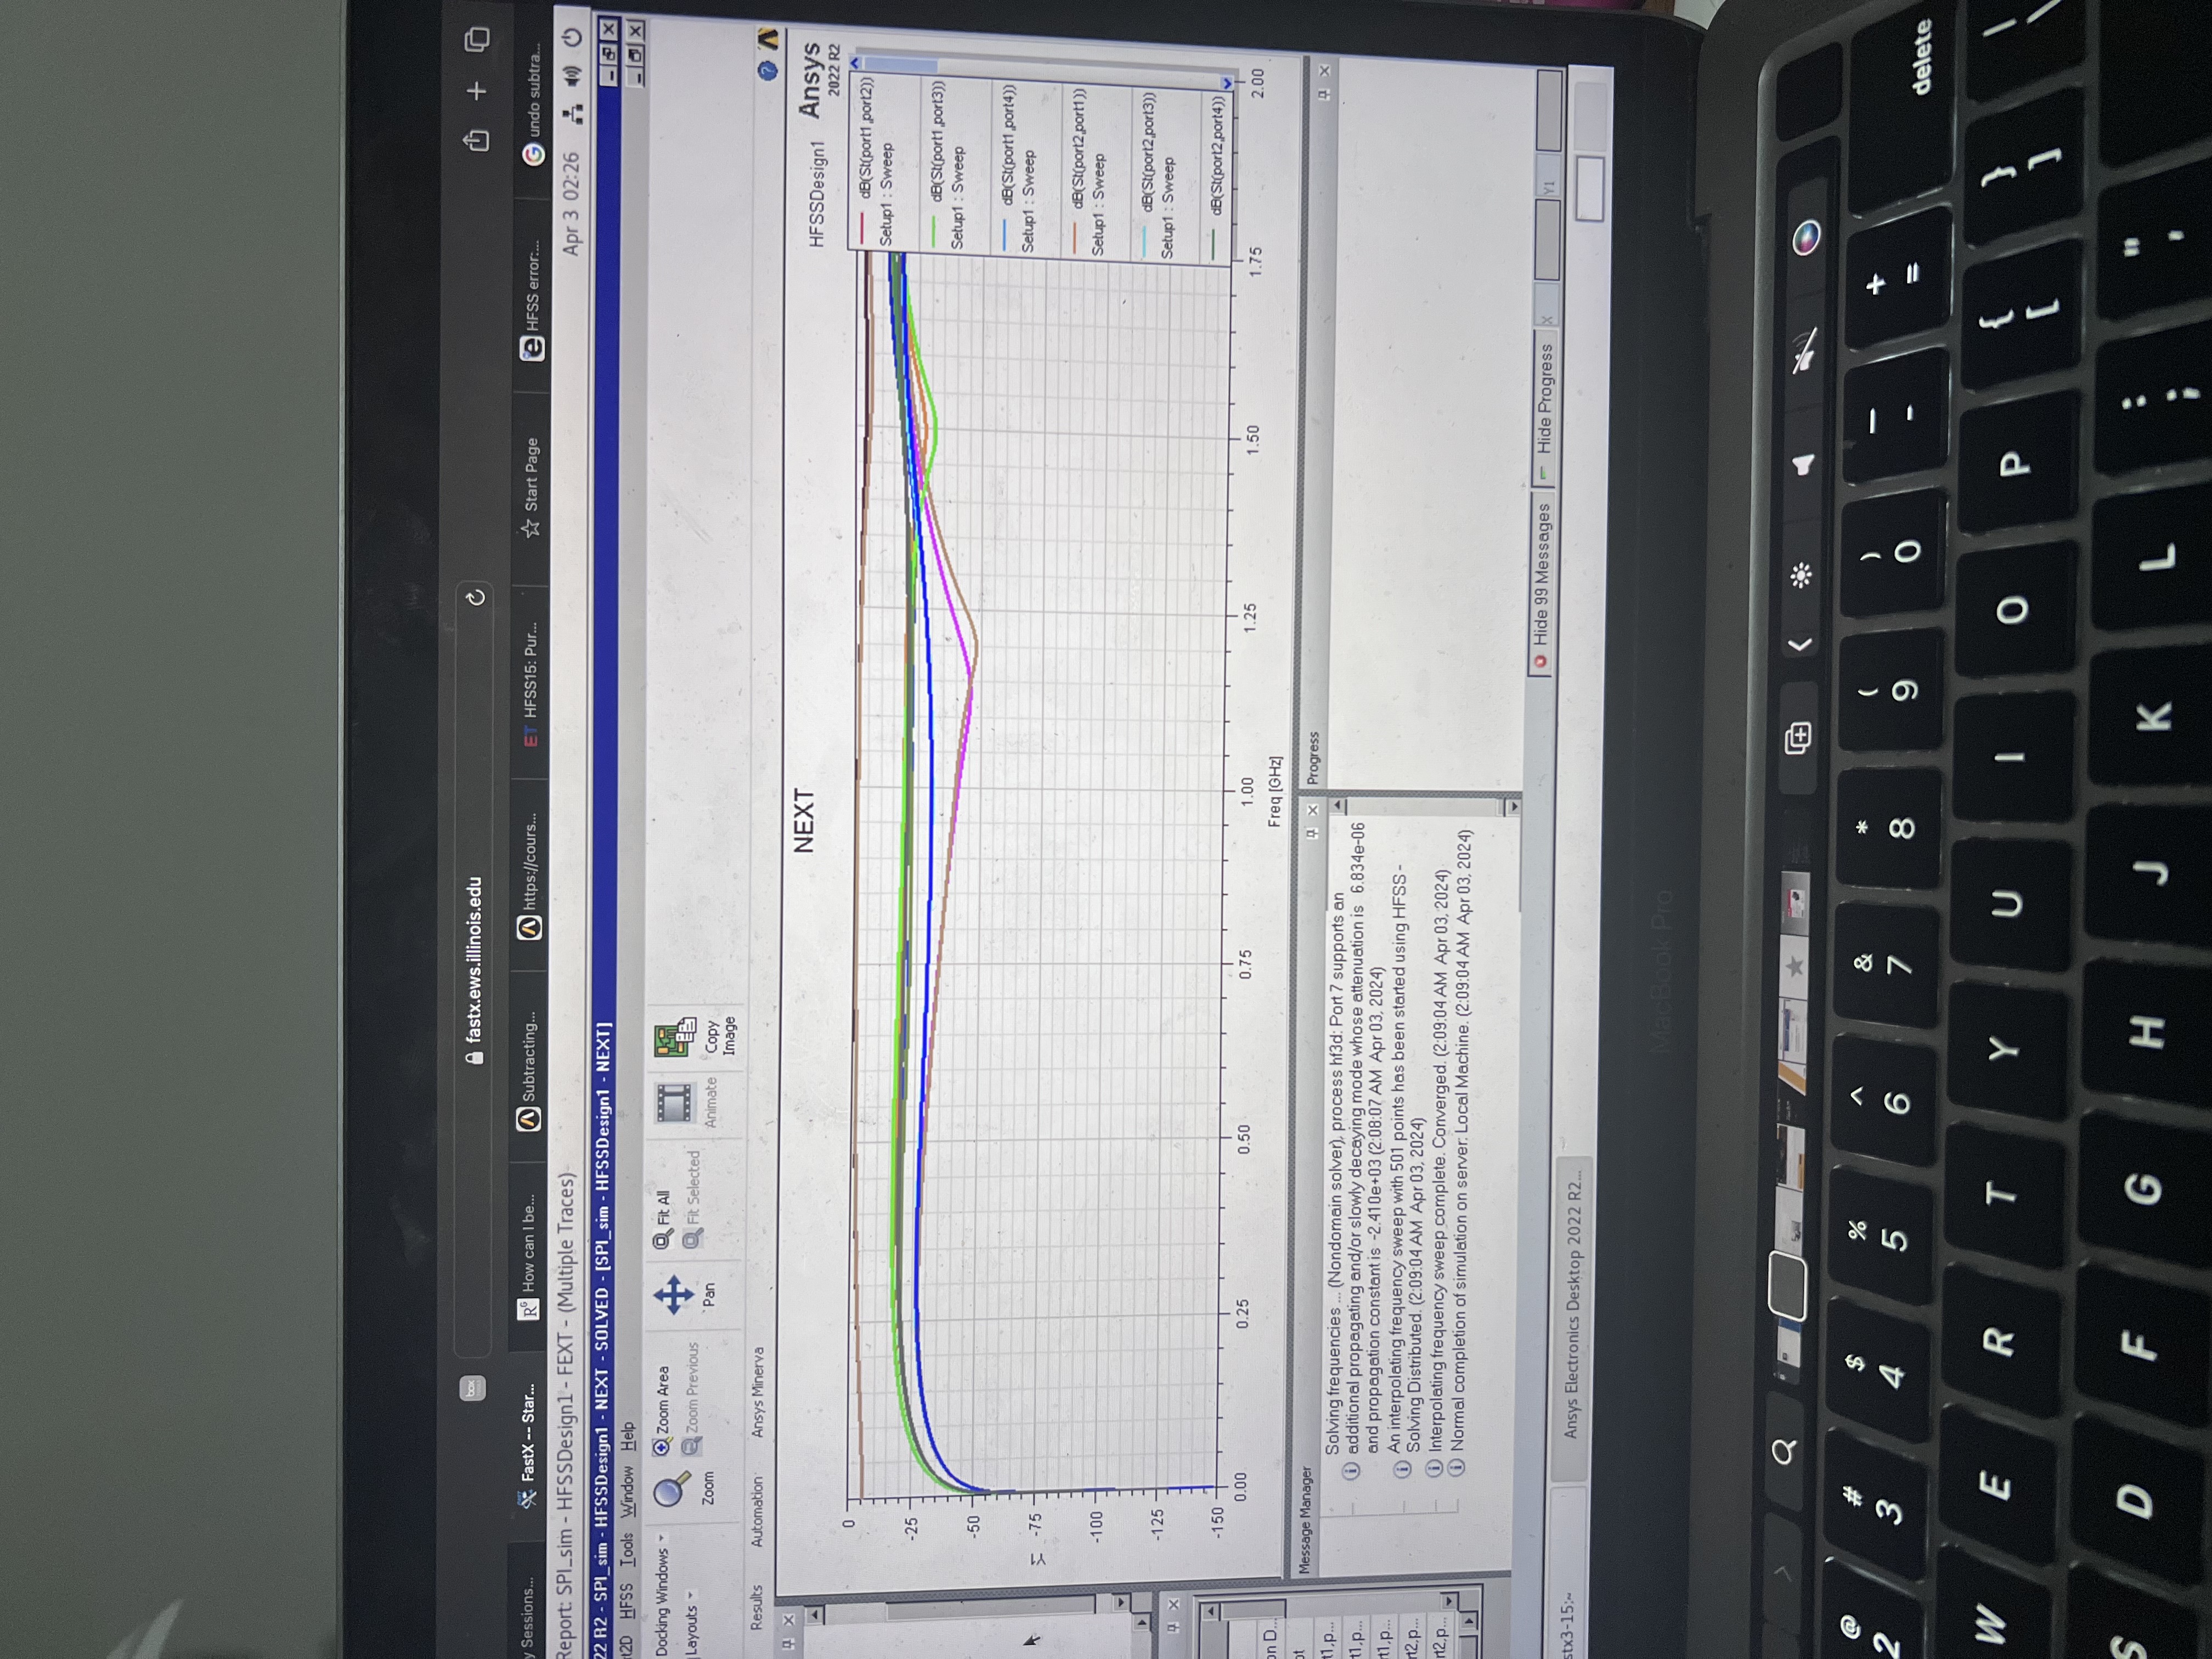 box
fastx.ews.illinois.edu
y Sessions...
FastX -- Star...
How can I be...
Subtracting...
https://cours...
HFSS15: Pur...
Start Page
HFSS error:...
undo subtra...
Report: SPI_sim - HFSSDesign1 - FEXT - (Multiple Traces)
Apr 3 02:26
22 R2 - SPI_sim - HFSSDesign1 - NEXT - SOLVED - [SPI_sim - HFSSDesign1 - NEXT]
rt2D HFSS Tools Window Help
Docking Windows
Layouts
Zoom
Zoom Area
Zoom Previous
Pan
Fit All
Fit Selected
Animate
Copy
Image
Results Automation Ansys Minerva
NEXT
HFSSDesign1
Ansys
2022 R2
0
-25
-50
-75
-100
-125
-150
Y1
0.00 0.25 0.50 0.75 1.00 1.25 1.50 1.75 2.00
Freq [GHz]
dB(St(port1,port2))
Setup1 : Sweep
dB(St(port1,port3))
Setup1 : Sweep
dB(St(port1,port4))
Setup1 : Sweep
dB(St(port2,port1))
Setup1 : Sweep
dB(St(port2,port3))
Setup1 : Sweep
dB(St(port2,port4))
on D...
ot
t1,p...
t1,p...
t1,p...
rt2,p...
rt2,p...
Message Manager
Solving frequencies ... (Nondomain solver), process hf3d: Port 7 supports an
additional propagating and/or slowly decaying mode whose attenuation is 6.834e-06
and propagation constant is -2.410e+03 (2:08:07 AM Apr 03, 2024)
An interpolating frequency sweep with 501 points has been started using HFSS -
Solving Distributed. (2:09:04 AM Apr 03, 2024)
Interpolating frequency sweep complete. Converged. (2:09:04 AM Apr 03, 2024)
Normal completion of simulation on server: Local Machine. (2:09:04 AM Apr 03, 2024)
Progress
Hide 99 Messages
Hide Progress
X
Y1
stx3-15:~
Ansys Electronics Desktop 2022 R2...
MacBook Pro
@ # $ % ^ & * ( ) — +
2 3 4 5 6 7 8 9 0 - =
delete
W E R T Y U I O P { } |
[ ] \
S D F G H J K L : "
; '